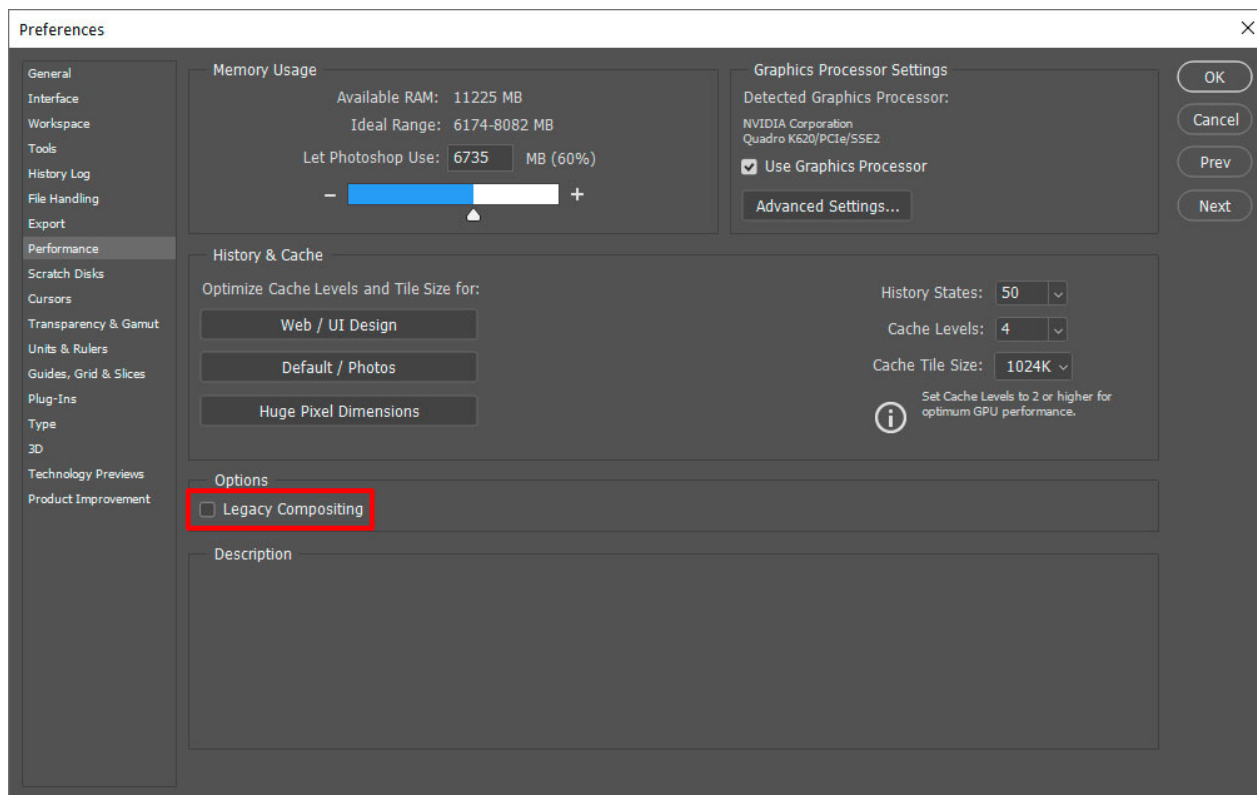 Preferences
General
Interface
Workspace
Tools
History Log
File Handling
Export
Performance
Scratch Disks
Cursors
Transparency & Gamut
Units & Rulers
Guides, Grid & Slices
Plug-Ins
Type
3D
Technology Previews
Product Improvement
Memory Usage
Available RAM: 11225 MB
Ideal Range: 6174-8082 MB
Let Photoshop Use: 6735 MB (60%)
− +
Graphics Processor Settings
Detected Graphics Processor:
NVIDIA Corporation
Quadro K620/PCIe/SSE2
Use Graphics Processor
Advanced Settings...
History & Cache
Optimize Cache Levels and Tile Size for:
Web / UI Design
Default / Photos
Huge Pixel Dimensions
History States: 50
Cache Levels: 4
Cache Tile Size: 1024K
Set Cache Levels to 2 or higher for
optimum GPU performance.
Options
Legacy Compositing
Description
OK
Cancel
Prev
Next